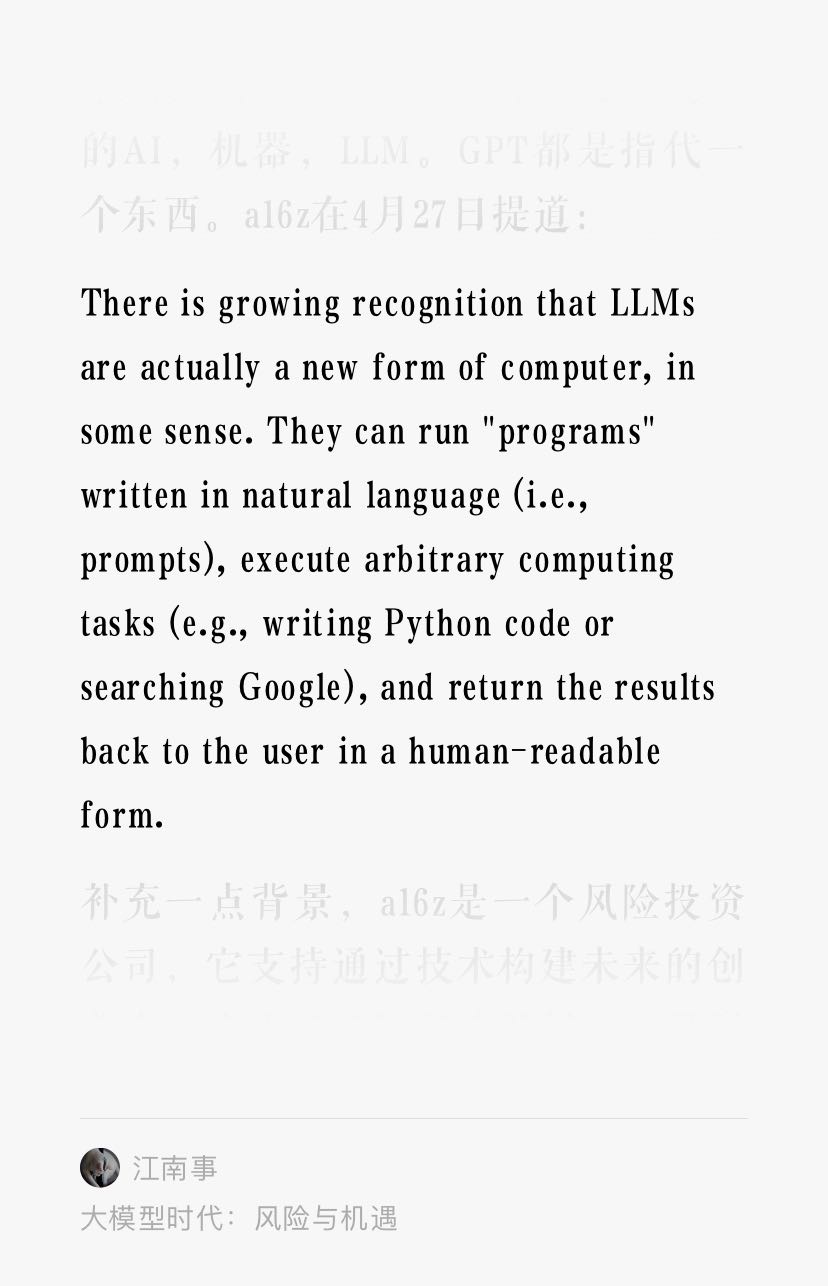 的AI，机器，LLM。GPT都是指代一
个东西。a16z在4月27日提道：
There is growing recognition that LLMs
are actually a new form of computer, in
some sense. They can run "programs"
written in natural language (i.e.,
prompts), execute arbitrary computing
tasks (e.g., writing Python code or
searching Google), and return the results
back to the user in a human-readable
form.
补充一点背景，a16z是一个风险投资
公司，它支持通过技术构建未来的创
江南事
大模型时代：风险与机遇